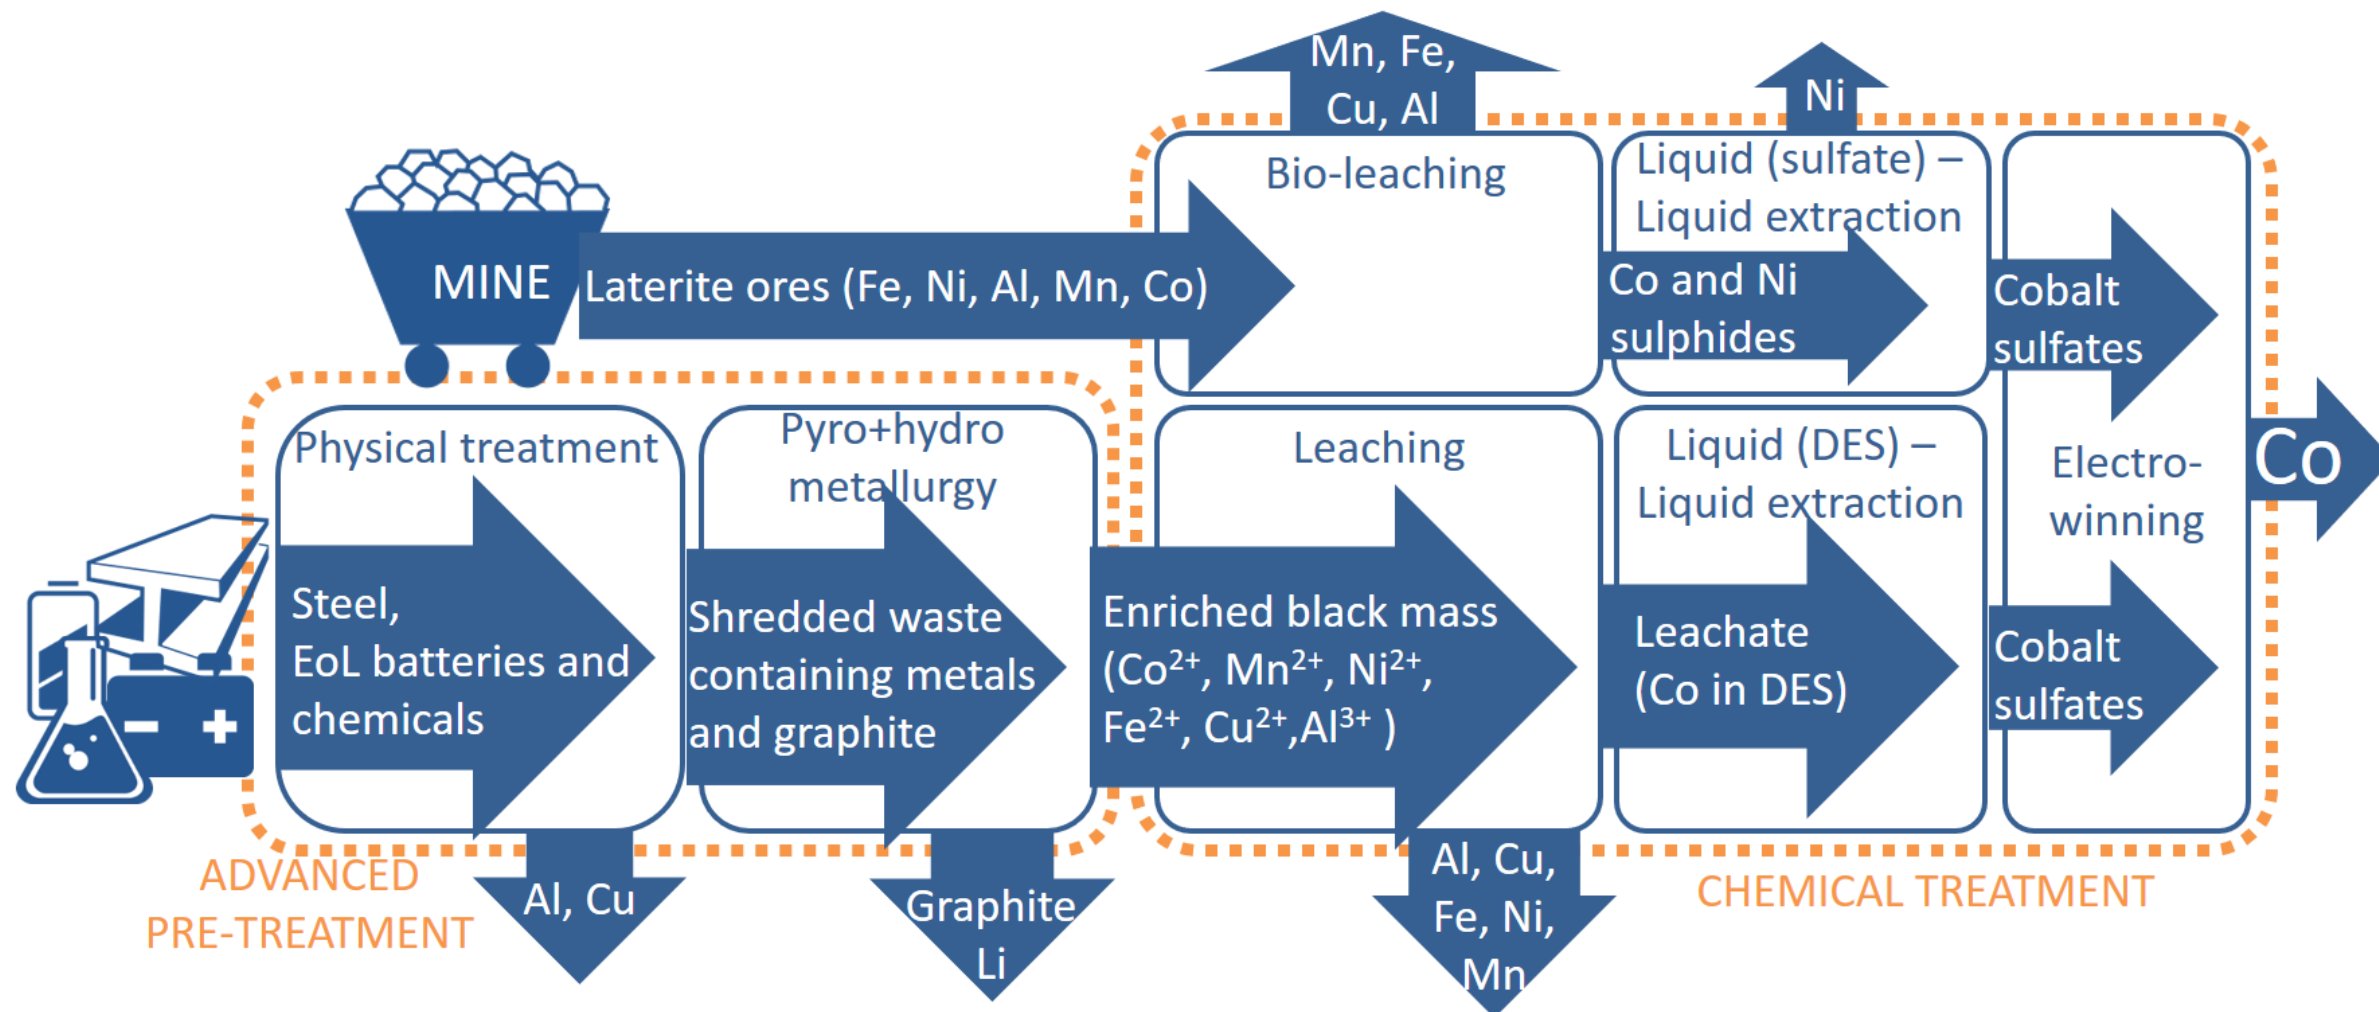 Mn, Fe,
Cu, Al
Ni
Bio-leaching
Liquid (sulfate) –
Liquid extraction
MINE
Laterite ores (Fe, Ni, Al, Mn, Co)
Co and Ni
sulphides
Cobalt
sulfates
Physical treatment
Pyro+hydro
metallurgy
Leaching
Liquid (DES) –
Liquid extraction
Electro-
winning
Co
Steel,
EoL batteries and
chemicals
Shredded waste
containing metals
and graphite
Enriched black mass
(Co²⁺, Mn²⁺, Ni²⁺,
Fe²⁺, Cu²⁺,Al³⁺ )
Leachate
(Co in DES)
Cobalt
sulfates
ADVANCED
PRE-TREATMENT
Al, Cu
Graphite
Li
Al, Cu,
Fe, Ni,
Mn
CHEMICAL TREATMENT